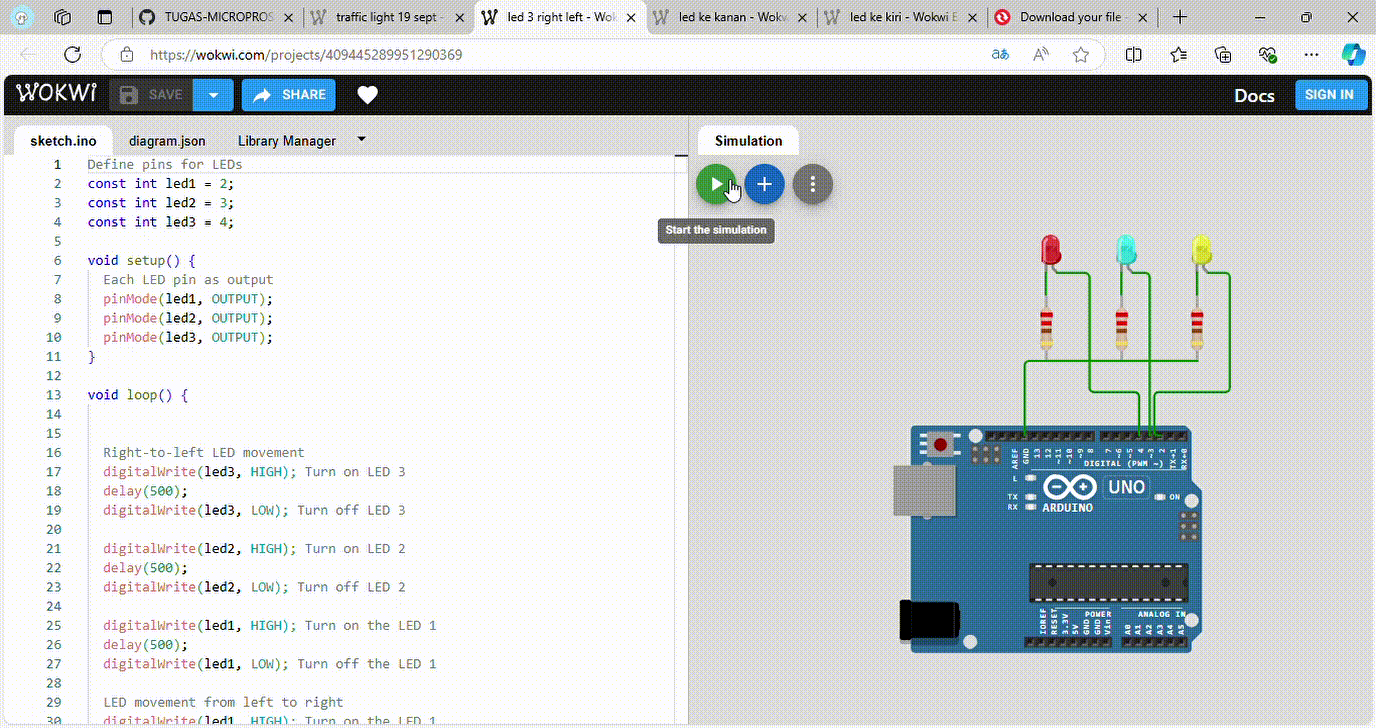 TUGAS-MICROPROS
traffic light 19 sept -
led 3 right left - Wok
led ke kanan - Wokw
led ke kiri - Wokwi E
Download your file -
https://wokwi.com/projects/409445289951290369
WOKWI
SAVE
SHARE
Docs
SIGN IN
sketch.ino
diagram.json
Library Manager
Simulation
Start the simulation
1 Define pins for LEDs
2 const int led1 = 2;
3 const int led2 = 3;
4 const int led3 = 4;
5
6 void setup() {
7 Each LED pin as output
8 pinMode(led1, OUTPUT);
9 pinMode(led2, OUTPUT);
10 pinMode(led3, OUTPUT);
11 }
12
13 void loop() {
14
15
16 Right-to-left LED movement
17 digitalWrite(led3, HIGH); Turn on LED 3
18 delay(500);
19 digitalWrite(led3, LOW); Turn off LED 3
20
21 digitalWrite(led2, HIGH); Turn on LED 2
22 delay(500);
23 digitalWrite(led2, LOW); Turn off LED 2
24
25 digitalWrite(led1, HIGH); Turn on the LED 1
26 delay(500);
27 digitalWrite(led1, LOW); Turn off the LED 1
28
29 LED movement from left to right
30 digitalWrite(led1, HIGH); Turn on the LED 1
AREF
GND
13
12
~11
~10
~9
8
7
~6
~5
4
~3
2
TX→1
RX←0
DIGITAL (PWM ~)
L
TX
RX
UNO
ON
ARDUINO
IOREF
RESET
3.3V
5V
GND
GND
Vin
POWER
ANALOG IN
A0
A1
A2
A3
A4
A5